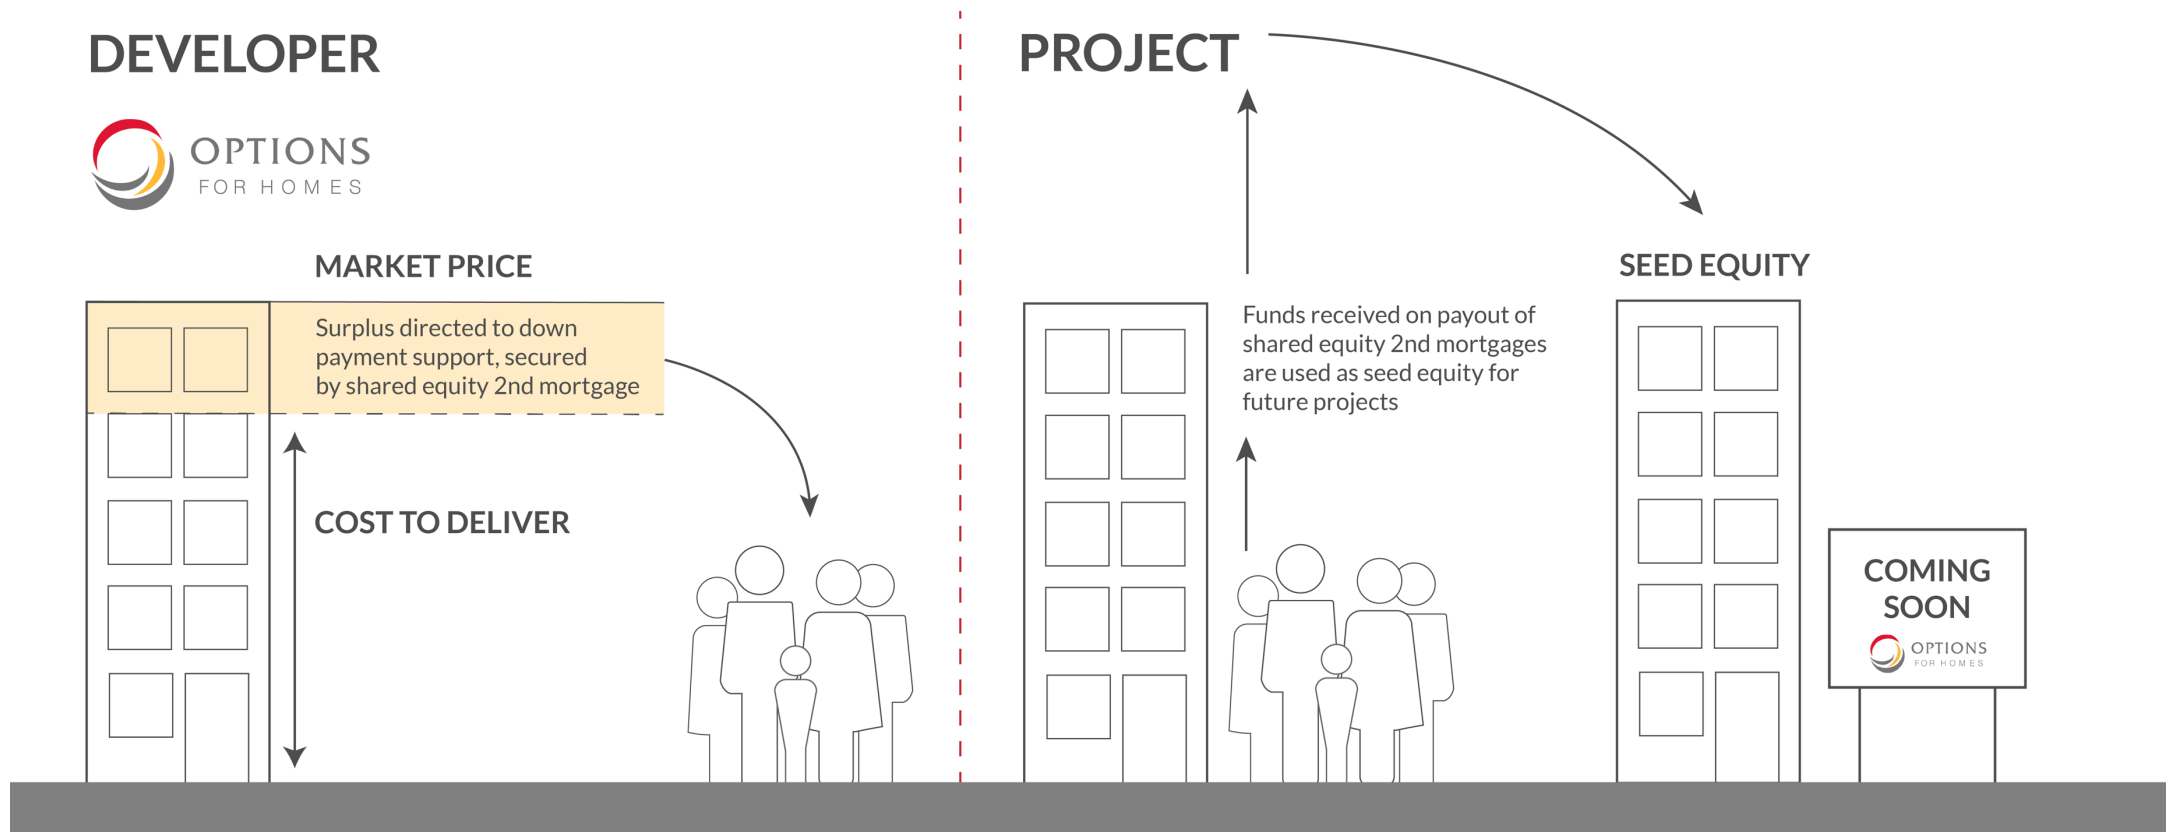 DEVELOPER
OPTIONS
FOR HOMES
MARKET PRICE
Surplus directed to down
payment support, secured
by shared equity 2nd mortgage
COST TO DELIVER
PROJECT
Funds received on payout of
shared equity 2nd mortgages
are used as seed equity for
future projects
SEED EQUITY
COMING
SOON
OPTIONS
FOR HOMES